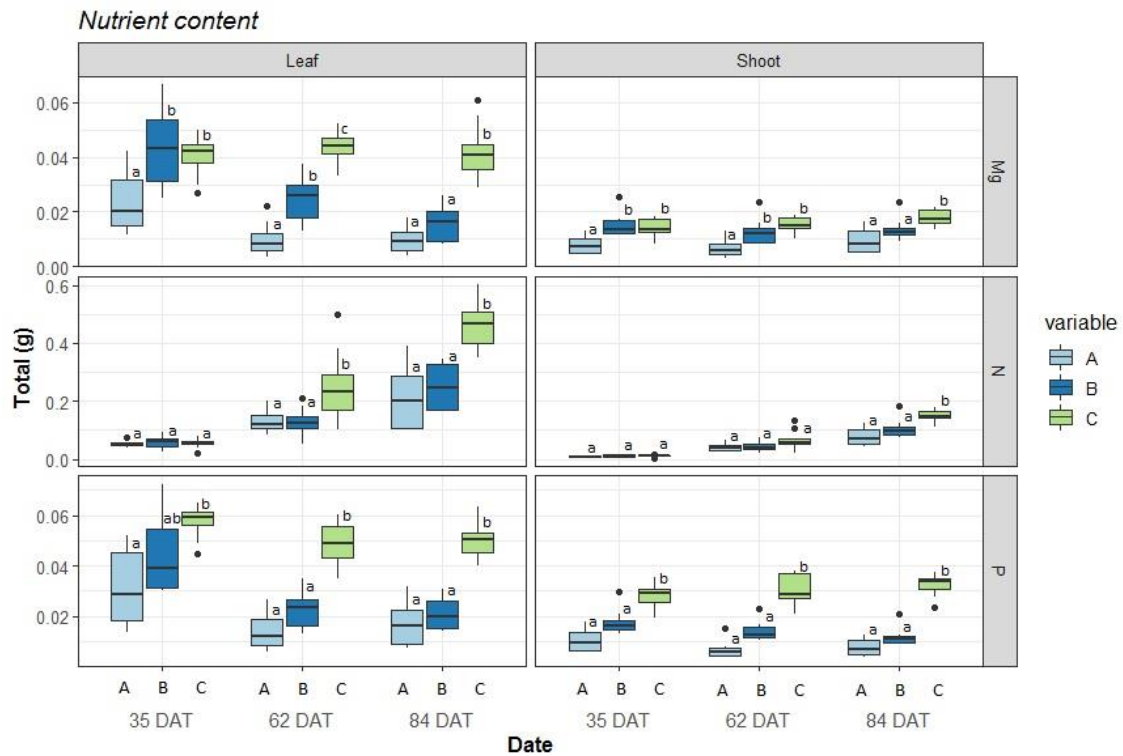 Nutrient content
Leaf Shoot
0.06 0.04 0.02 0.00
a b b a b c a a b
a b b a b b a a b
Mg
0.6 0.4 0.2 0.0
a a a a a b a a b
a a a a a a a a b
N
0.06 0.04 0.02
a ab b a a b a a b
a a b a a b a a b
P
Total (g)
A B C A B C A B C A B C A B C A B C
35 DAT 62 DAT 84 DAT 35 DAT 62 DAT 84 DAT
Date
variable
A
B
C